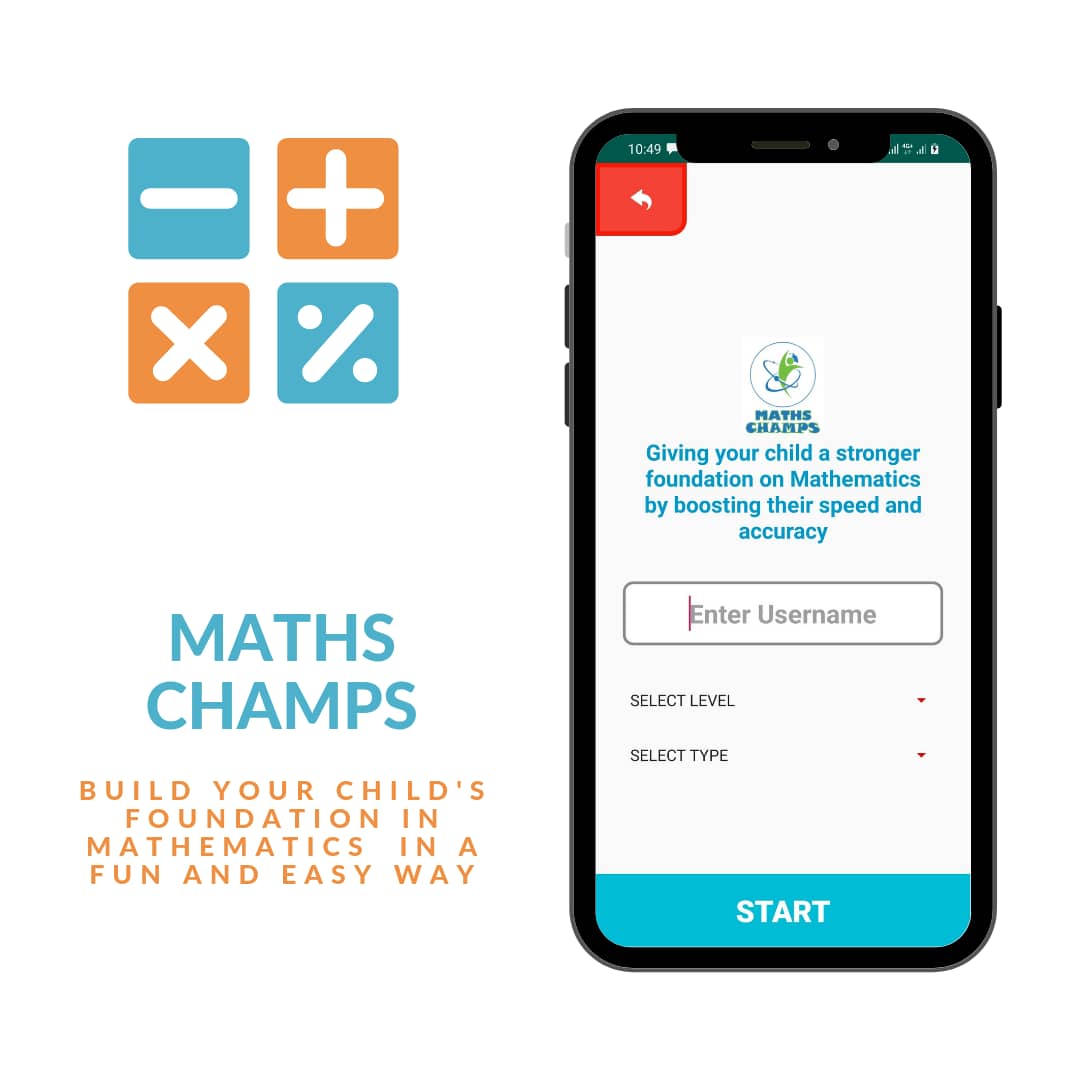 MATHS
CHAMPS
BUILD YOUR CHILD'S
FOUNDATION IN
MATHEMATICS IN A
FUN AND EASY WAY
10:49
4G+
MATHS
CHAMPS
Giving your child a stronger
foundation on Mathematics
by boosting their speed and
accuracy
Enter Username
SELECT LEVEL
SELECT TYPE
START